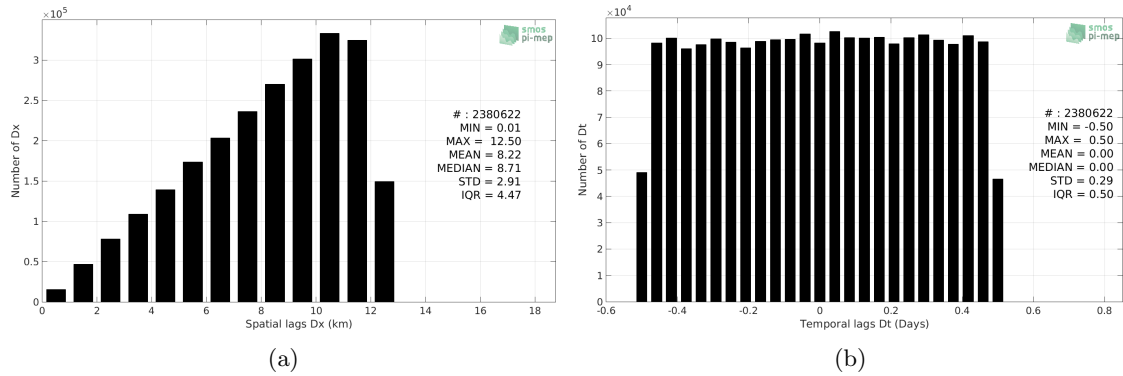 ×10⁵
3
2.5
2
1.5
1
0.5
0
0 2 4 6 8 10 12 14 16 18
Number of Dx
Spatial lags Dx (km)
smos
pi-mep
# : 2380622
MIN = 0.01
MAX = 12.50
MEAN = 8.22
MEDIAN = 8.71
STD = 2.91
IQR = 4.47
(a)
×10⁴
10
9
8
7
6
5
4
3
2
1
0
-0.6 -0.4 -0.2 0 0.2 0.4 0.6 0.8
Number of Dt
Temporal lags Dt (Days)
smos
pi-mep
# : 2380622
MIN = -0.50
MAX = 0.50
MEAN = 0.00
MEDIAN = 0.00
STD = 0.29
IQR = 0.50
(b)